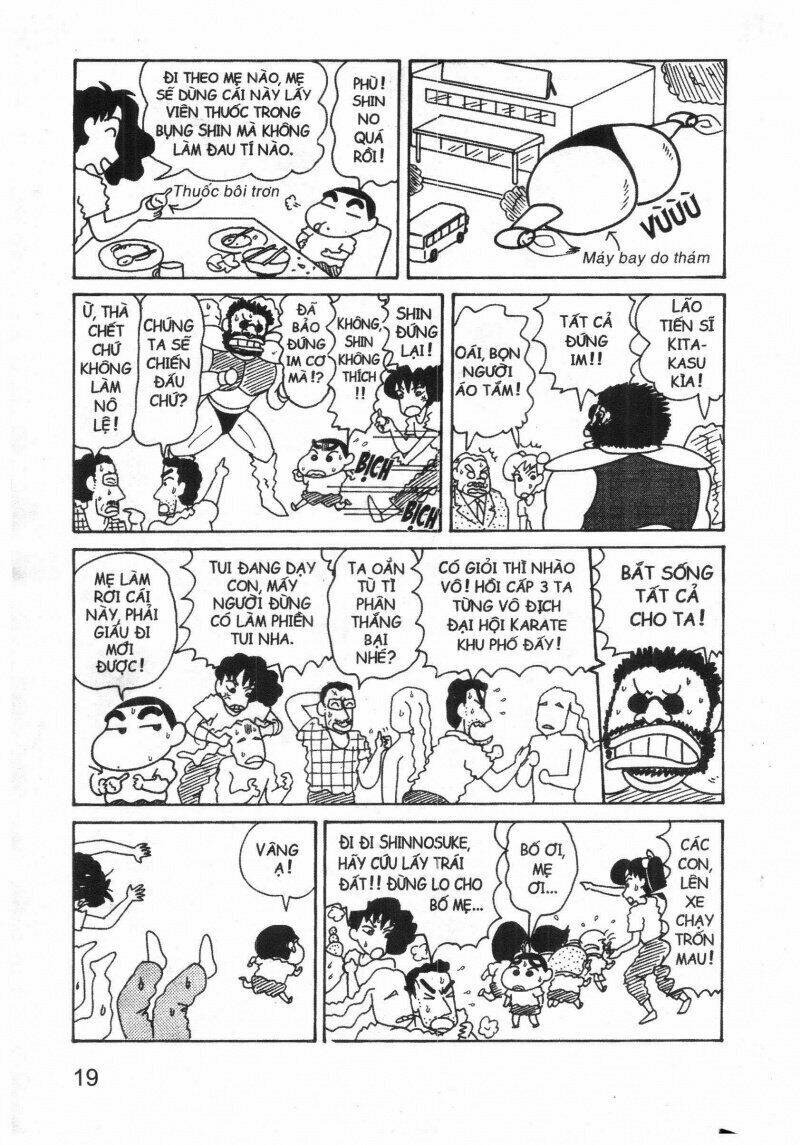 VÙÙÙ
Máy bay do thám
PHÙ!
SHIN
NO
QUÁ
RỒI!
ĐI THEO MẸ NÀO, MẸ
SẼ DÙNG CÁI NÀY LẤY
VIÊN THUỐC TRONG
BỤNG SHIN MÀ KHÔNG
LÀM ĐAU TÍ NÀO.
Thuốc bôi trơn
LÃO
TIẾN SĨ
KITA-
KASU
KÌA!
TẤT CẢ
ĐỨNG
IM!!
OÁI, BỌN
NGƯỜI
ÁO TẮM!
SHIN
ĐỨNG
LẠI!
KHÔNG,
SHIN
KHÔNG
THÍCH
!!
ĐÃ
BẢO
ĐỨNG
IM CƠ
MÀ!?
BỊCH
BỊCH
CHÚNG
TA SẼ
CHIẾN
ĐẤU
CHỨ?
Ừ, THÀ
CHẾT
CHỨ
KHÔNG
LÀM
NÔ
LỆ!
BẮT SỐNG
TẤT CẢ
CHO TA!
CÓ GIỎI THÌ NHÀO
VÔ! HỒI CẤP 3 TA
TỪNG VÔ ĐỊCH
ĐẠI HỘI KARATE
KHU PHỐ ĐẤY!
TA OẲN
TÙ TÌ
PHÂN
THẮNG
BẠI
NHÉ?
TUI ĐANG DẠY
CON, MẤY
NGƯỜI ĐỪNG
CÓ LÀM PHIỀN
TUI NHA.
MẸ LÀM
RƠI CÁI
NÀY, PHẢI
GIẤU ĐI
MỚI
ĐƯỢC!
CÁC
CON,
LÊN
XE
CHẠY
TRỐN
MAU!
BỐ ƠI,
MẸ
ƠI...
ĐI ĐI SHINNOSUKE,
HÃY CỨU LẤY TRÁI
ĐẤT!! ĐỪNG LO CHO
BỐ MẸ...
VÂNG
Ạ!
19